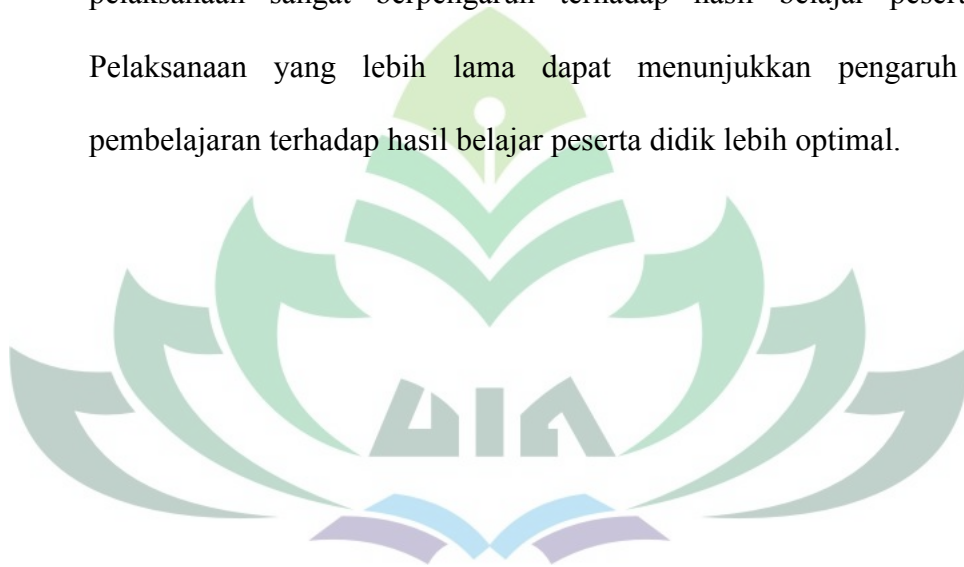 pelaksanaan sangat berpengaruh terhadap hasil belajar
Pelaksanaan yang lebih lama dapat menunjukkan pengaruh
pembelajaran terhadap hasil belajar peserta didik lebih optimal.
UIN